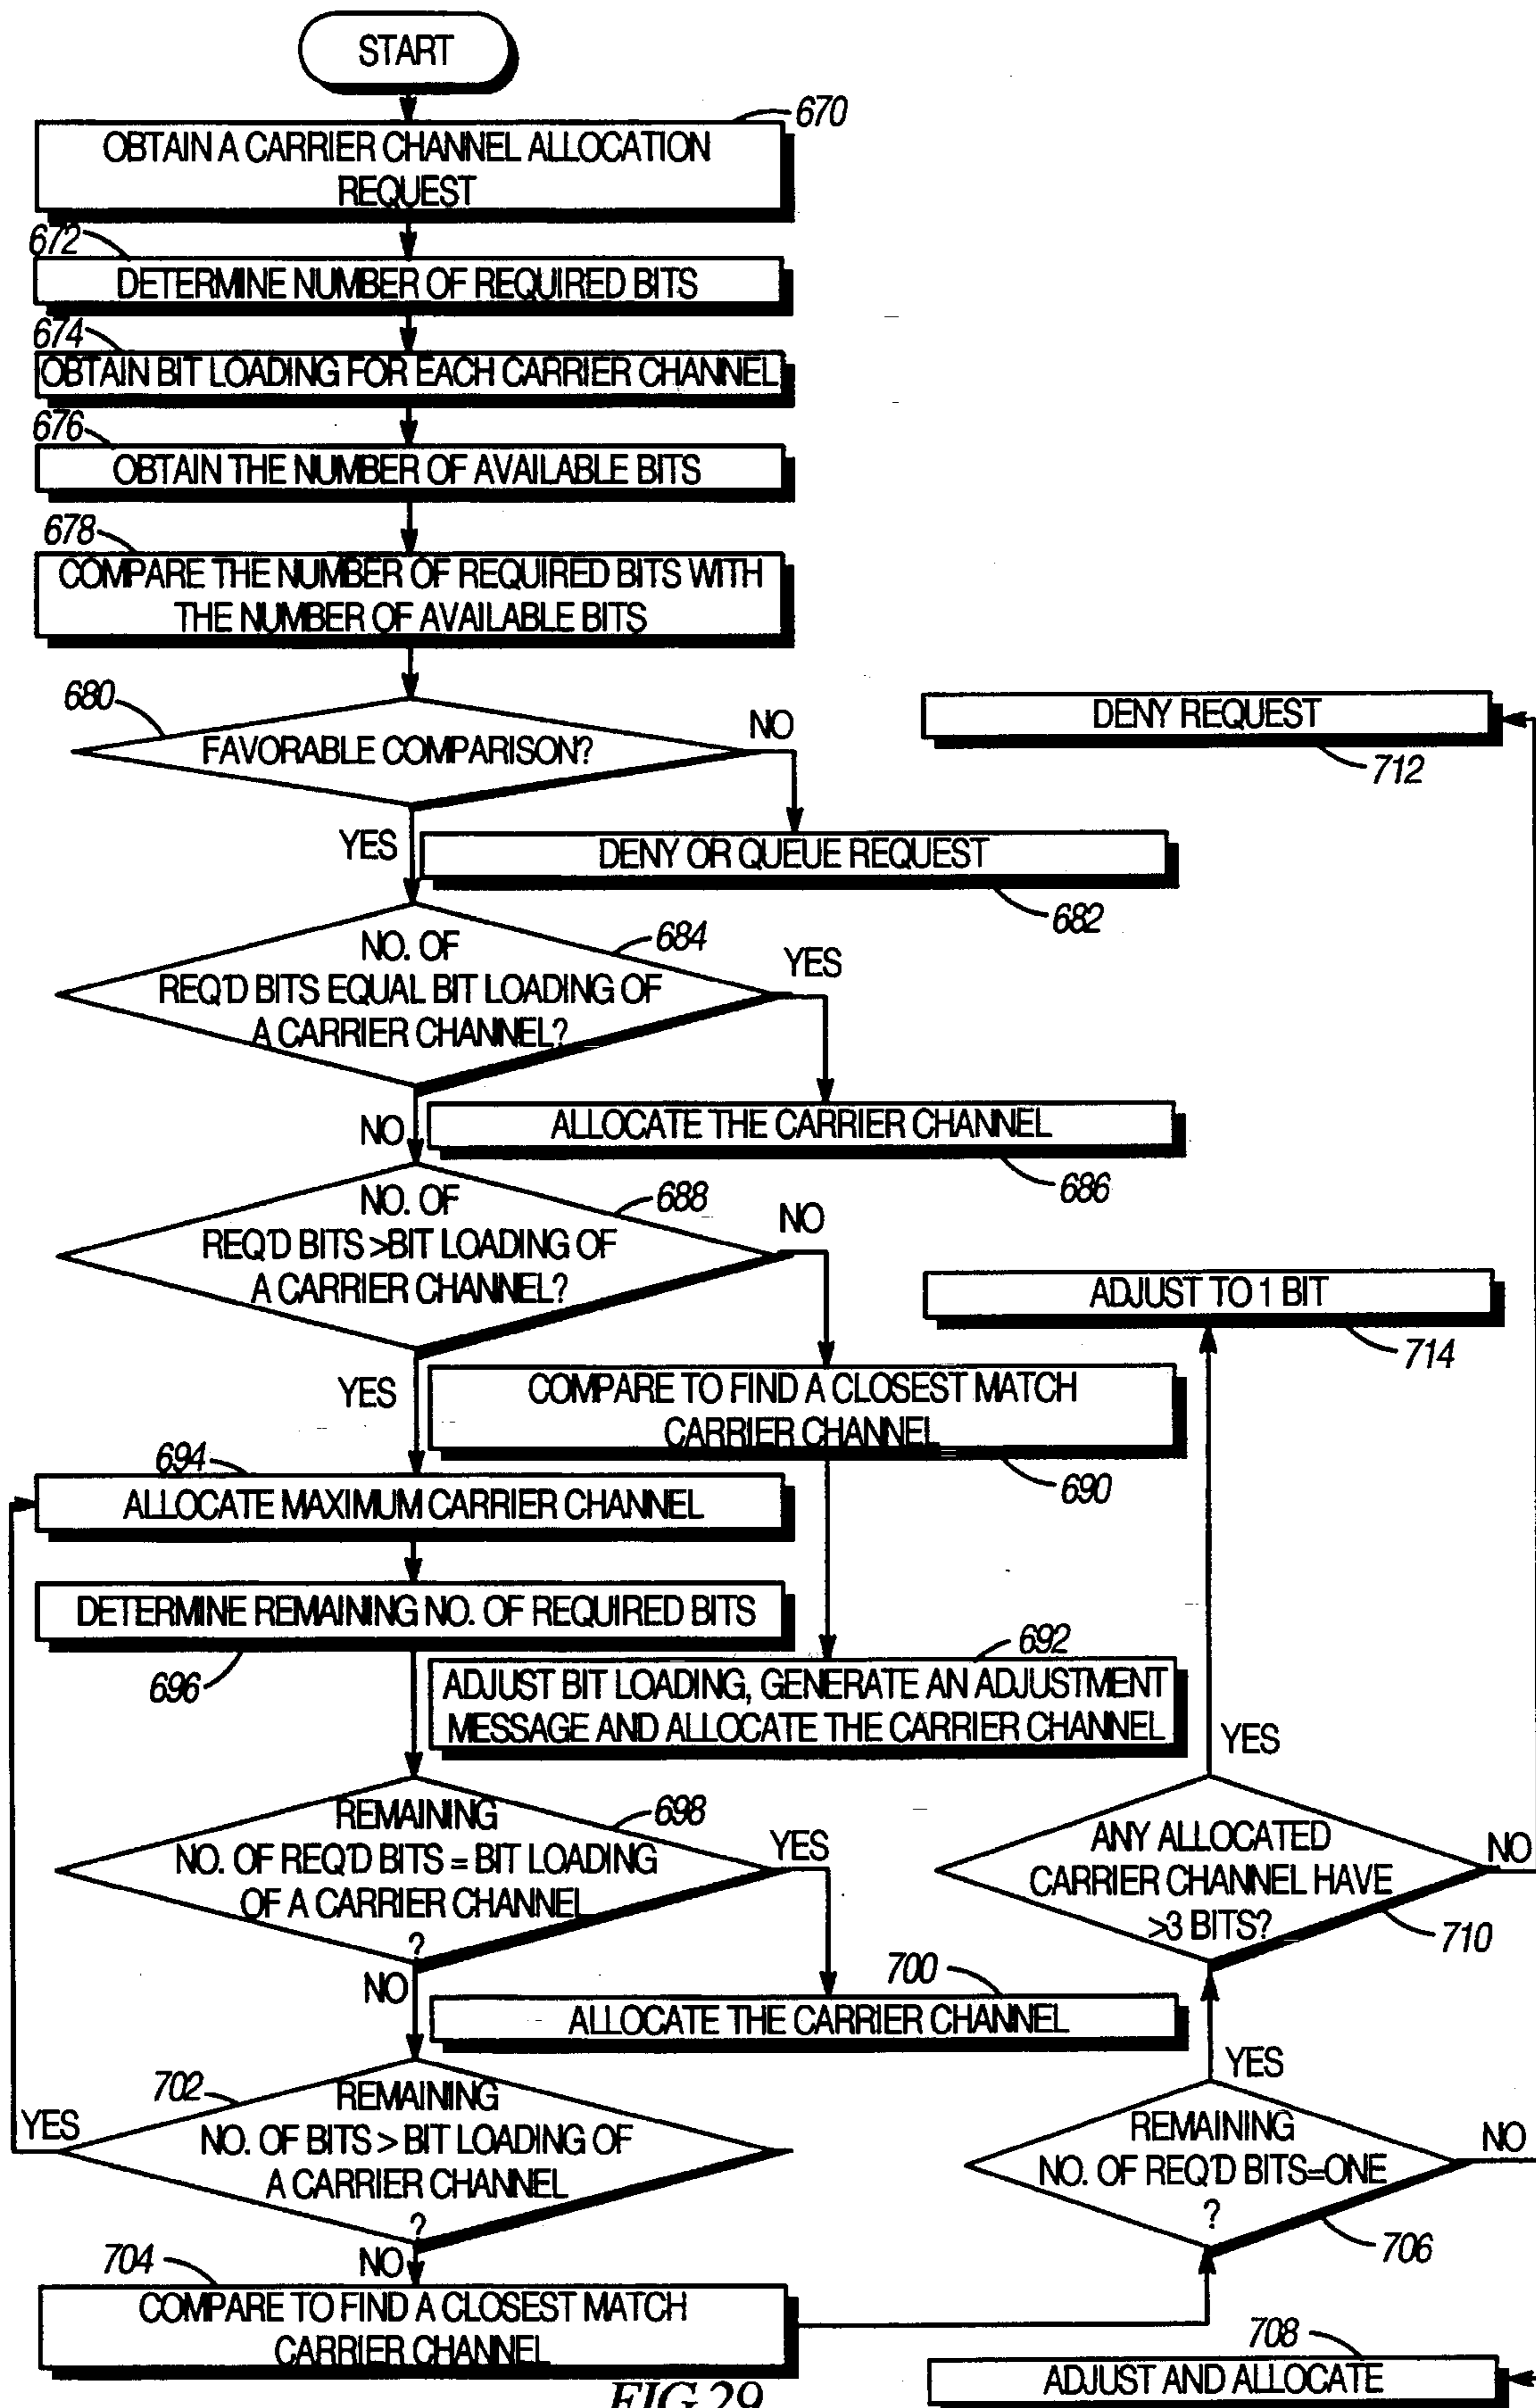 START
670
OBTAIN A CARRIER CHANNEL ALLOCATION
REQUEST
672
DETERMINE NUMBER OF REQUIRED BITS
674
OBTAIN BIT LOADING FOR EACH CARRIER CHANNEL
676
OBTAIN THE NUMBER OF AVAILABLE BITS
678
COMPARE THE NUMBER OF REQUIRED BITS WITH
THE NUMBER OF AVAILABLE BITS
680
FAVORABLE COMPARISON?
NO
YES
DENY OR QUEUE REQUEST
682
NO. OF
REQ'D BITS EQUAL BIT LOADING OF
A CARRIER CHANNEL?
684
YES
NO
ALLOCATE THE CARRIER CHANNEL
686
NO. OF
REQ'D BITS >BIT LOADING OF
A CARRIER CHANNEL?
688
NO
YES
COMPARE TO FIND A CLOSEST MATCH
CARRIER CHANNEL
690
694
ALLOCATE MAXIMUM CARRIER CHANNEL
DETERMINE REMAINING NO. OF REQUIRED BITS
696
692
ADJUST BIT LOADING, GENERATE AN ADJUSTMENT
MESSAGE AND ALLOCATE THE CARRIER CHANNEL
REMAINING
NO. OF REQ'D BITS = BIT LOADING
OF A CARRIER CHANNEL
?
698
YES
NO
700
ALLOCATE THE CARRIER CHANNEL
702
REMAINING
NO. OF BITS > BIT LOADING OF
A CARRIER CHANNEL
?
YES
NO
704
COMPARE TO FIND A CLOSEST MATCH
CARRIER CHANNEL
DENY REQUEST
712
ADJUST TO 1 BIT
714
YES
ANY ALLOCATED
CARRIER CHANNEL HAVE
>3 BITS?
NO
710
YES
REMAINING
NO. OF REQ'D BITS=ONE
?
NO
706
708
ADJUST AND ALLOCATE
FIG.29